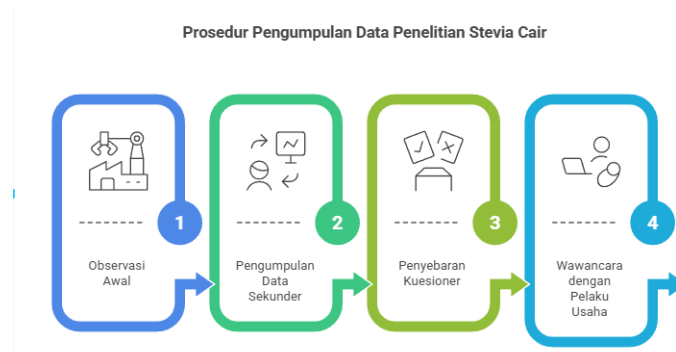 Prosedur Pengumpulan Data Penelitian Stevia Cair
1
Observasi
Awal
2
Pengumpulan
Data
Sekunder
3
Penyebaran
Kuesioner
4
Wawancara
dengan
Pelaku
Usaha